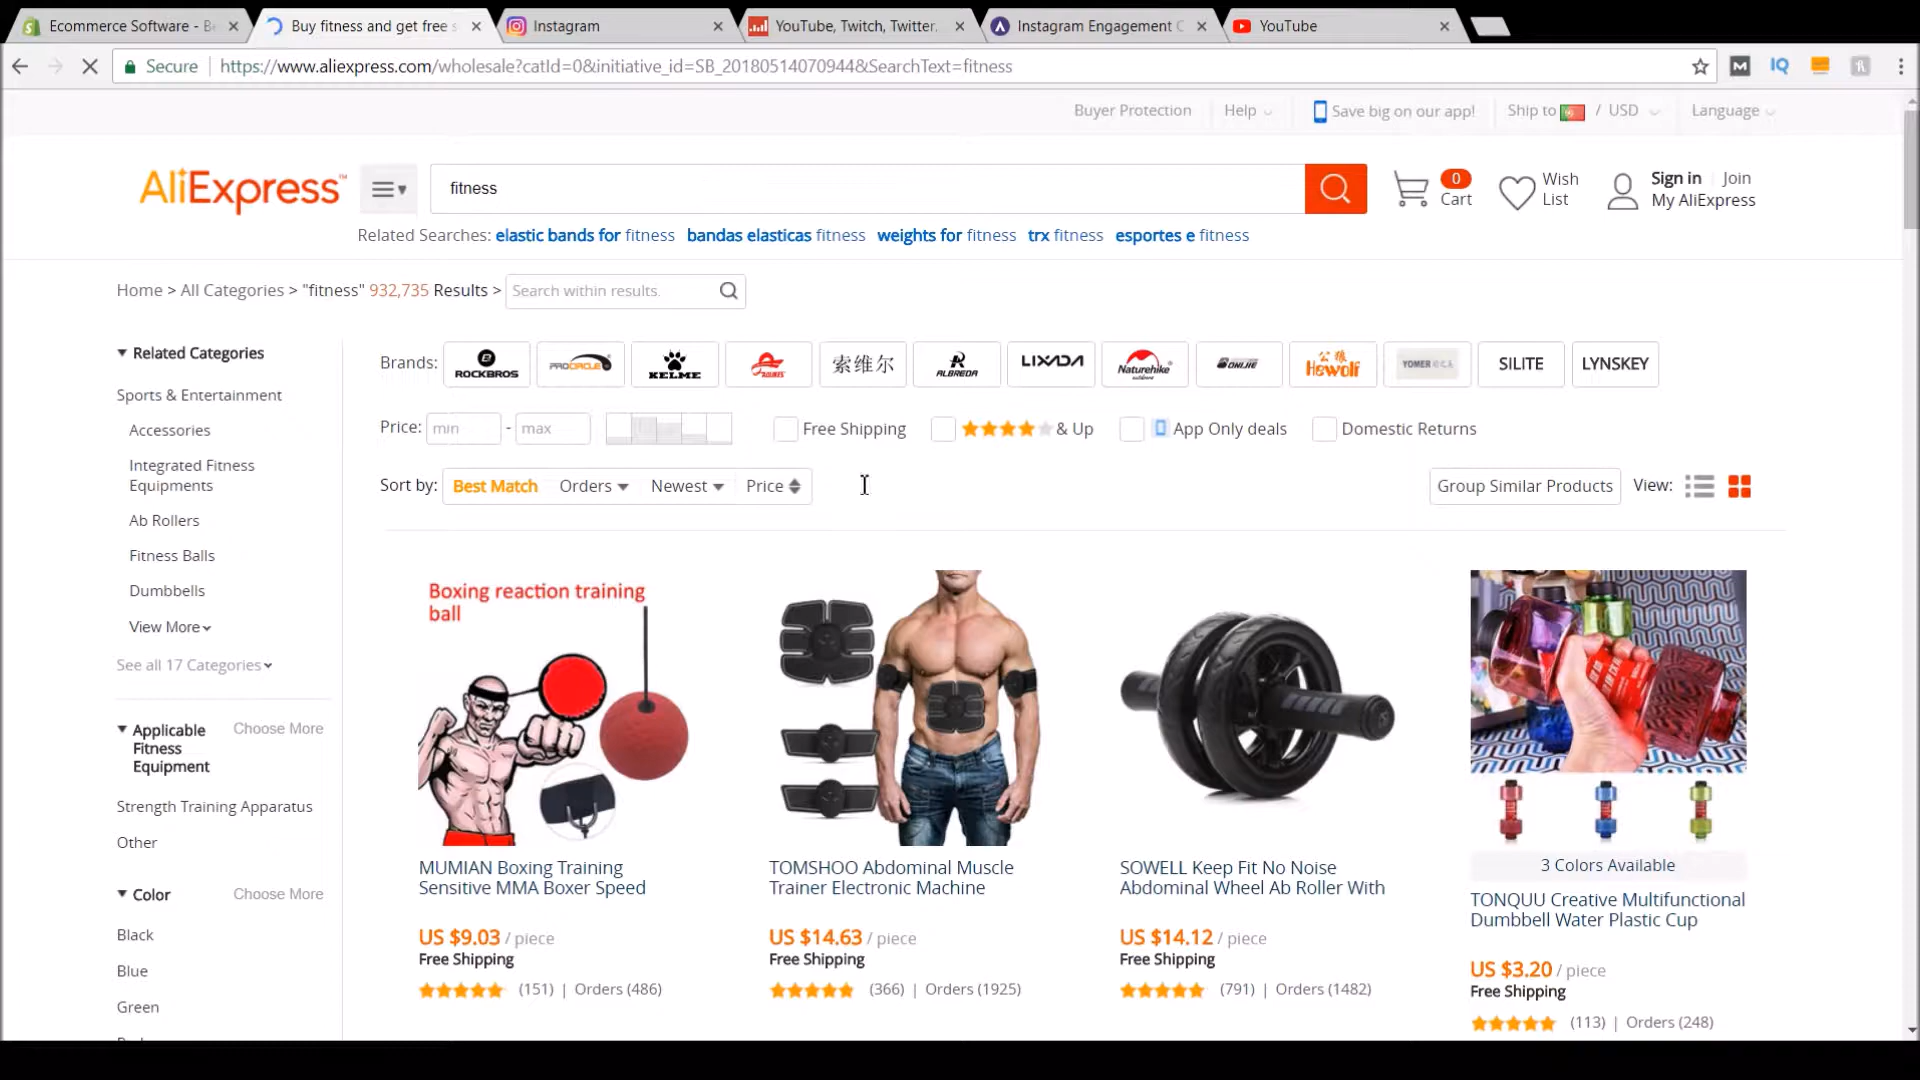 Ecommerce Software - Be
Buy fitness and get free s
Instagram
YouTube, Twitch, Twitter,
Instagram Engagement C
YouTube
Secure | https://www.aliexpress.com/wholesale?catId=0&initiative_id=SB_20180514070944&SearchText=fitness
Buyer Protection
Help
Save big on our app!
Ship to / USD
Language
AliExpress™
fitness
0
Cart
Wish
List
Sign in | Join
My AliExpress
Related Searches: elastic bands for fitness bandas elasticas fitness weights for fitness trx fitness esportes e fitness
Home > All Categories > "fitness" 932,735 Results >
Search within results.
Related Categories
Sports & Entertainment
Accessories
Integrated Fitness
Equipments
Ab Rollers
Fitness Balls
Dumbbells
View More
See all 17 Categories
Applicable
Fitness
Equipment
Choose More
Strength Training Apparatus
Other
Color
Choose More
Black
Blue
Green
Brands: ROCKBROS PROCIRCLE KELME 索维尔 ALBREDA LIXADA Naturehike outdoors AONIJIE 公狼 Hewolf YOMER SILITE LYNSKEY
Price: min - max
Free Shipping
& Up
App Only deals
Domestic Returns
Sort by: Best Match Orders Newest Price
Group Similar Products
View:
Boxing reaction training
ball
MUMIAN Boxing Training
Sensitive MMA Boxer Speed
US $9.03 / piece
Free Shipping
(151) | Orders (486)
TOMSHOO Abdominal Muscle
Trainer Electronic Machine
US $14.63 / piece
Free Shipping
(366) | Orders (1925)
SOWELL Keep Fit No Noise
Abdominal Wheel Ab Roller With
US $14.12 / piece
Free Shipping
(791) | Orders (1482)
3 Colors Available
TONQUU Creative Multifunctional
Dumbbell Water Plastic Cup
US $3.20 / piece
Free Shipping
(113) | Orders (248)